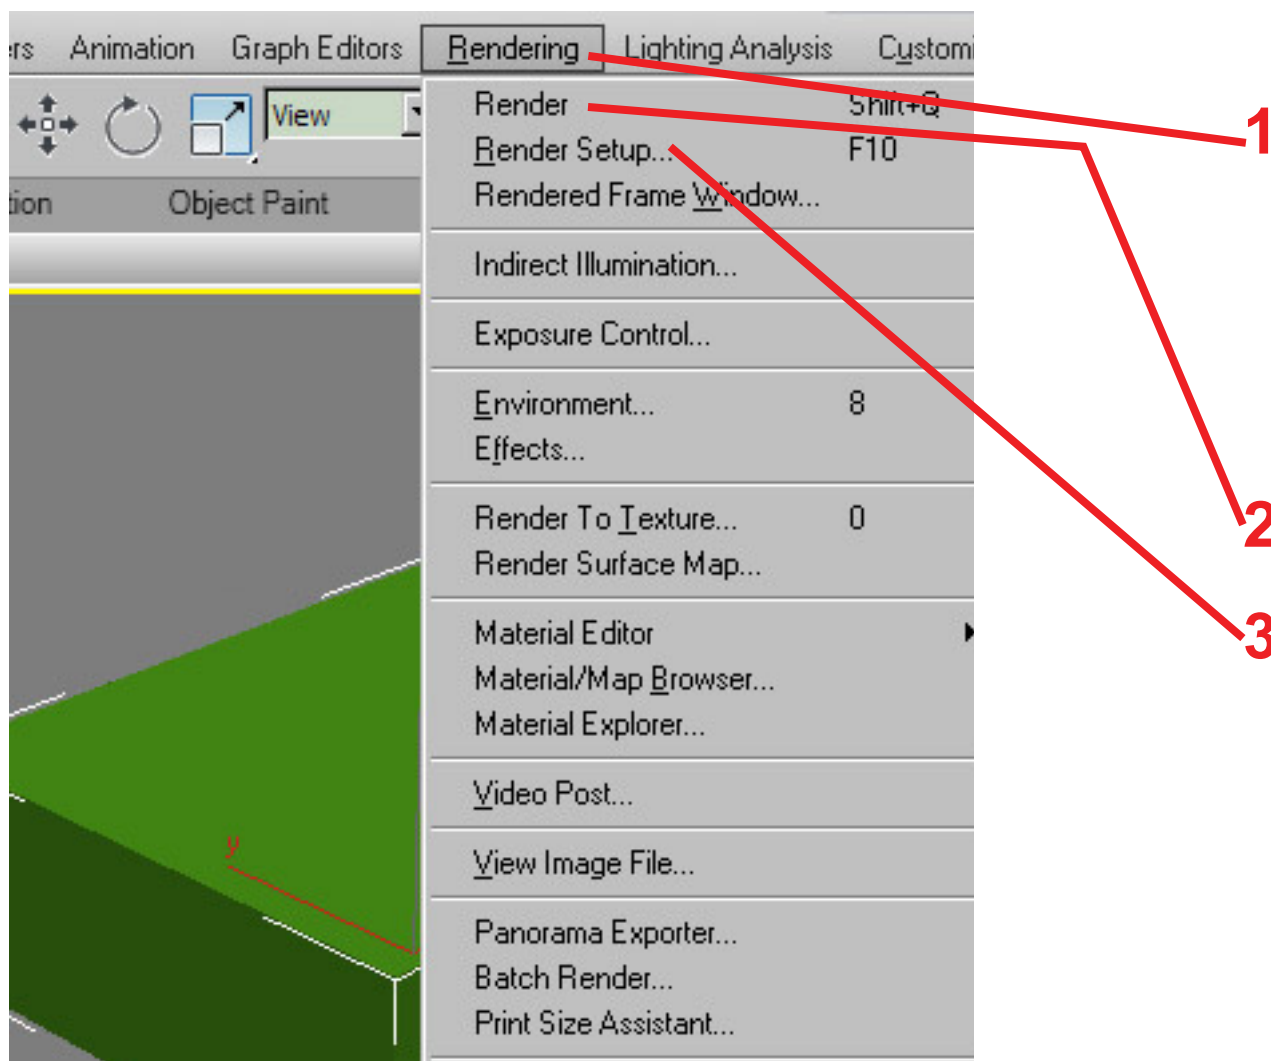 ers Animation Graph Editors Rendering Lighting Analysis Customi
View
tion Object Paint
Render Shift+Q
Render Setup... F10
Rendered Frame Window...
Indirect Illumination...
Exposure Control...
Environment... 8
Effects...
Render To Texture... 0
Render Surface Map...
Material Editor
Material/Map Browser...
Material Explorer...
Video Post...
View Image File...
Panorama Exporter...
Batch Render...
Print Size Assistant...
y
1
2
3